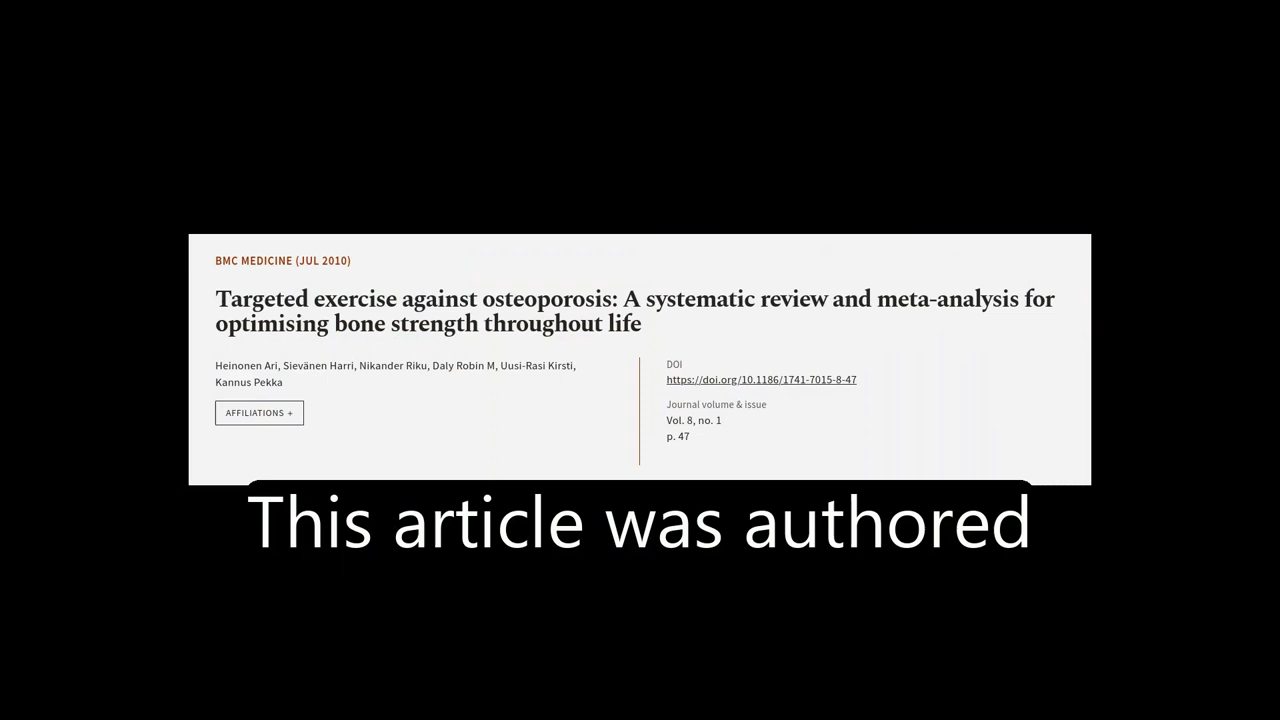 BMC MEDICINE (JUL 2010)
Targeted exercise against osteoporosis: A systematic review and meta-analysis for
optimising bone strength throughout life
Heinonen Ari, Sievänen Harri, Nikander Riku, Daly Robin M, Uusi-Rasi Kirsti,
Kannus Pekka
AFFILIATIONS +
DOI
https://doi.org/10.1186/1741-7015-8-47
Journal volume & issue
Vol. 8, no. 1
p. 47
This article was authored